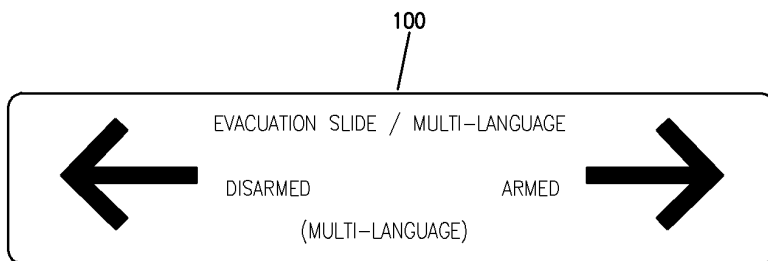 100
EVACUATION SLIDE / MULTI-LANGUAGE
DISARMED ARMED
(MULTI-LANGUAGE)